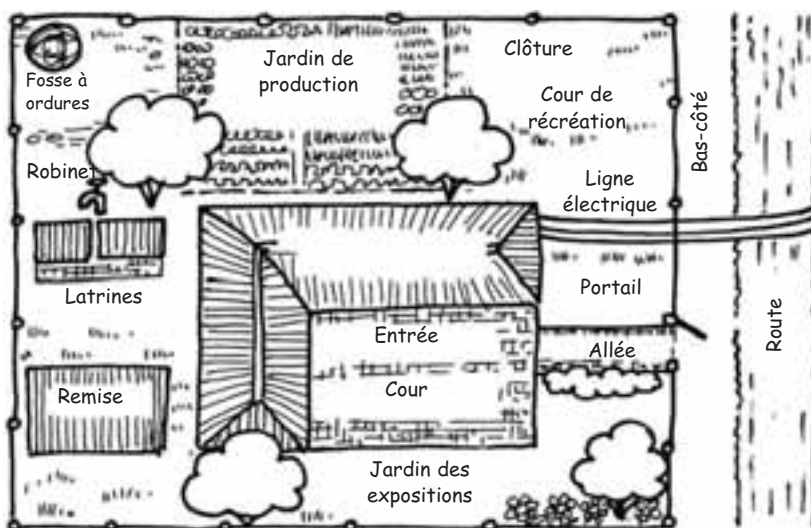 Fosse à
ordures
Jardin de
production
Clôture
Cour de
récréation
Bas-côté
Robinet
Ligne
électrique
Latrines
Portail
Entrée
Allée
Route
Remise
Cour
Jardin des
expositions